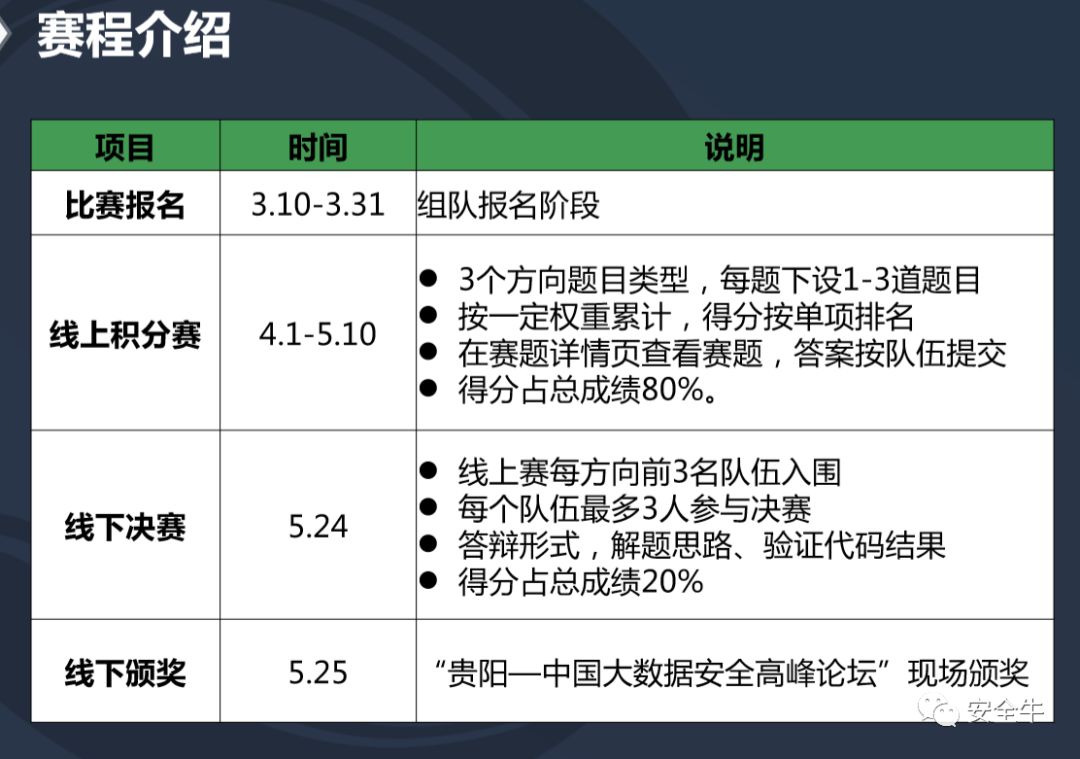 赛程介绍
项目 时间 说明
比赛报名 3.10-3.31 组队报名阶段
线上积分赛 4.1-5.10
● 3个方向题目类型，每题下设1-3道题目
● 按一定权重累计，得分按单项排名
● 在赛题详情页查看赛题，答案按队伍提交
● 得分占总成绩80%。
线下决赛 5.24
● 线上赛每方向前3名队伍入围
● 每个队伍最多3人参与决赛
● 答辩形式，解题思路、验证代码结果
● 得分占总成绩20%
线下颁奖 5.25 “贵阳—中国大数据安全高峰论坛”现场颁奖
安全牛